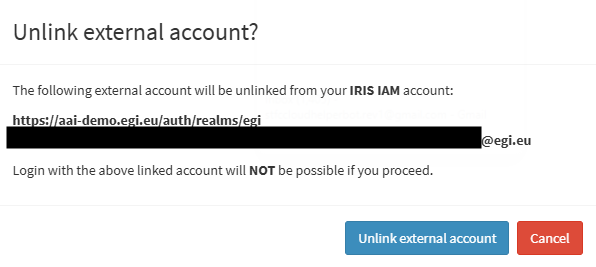 Unlink external account?
The following external account will be unlinked from your IRIS IAM account:
https://aai-demo.egi.eu/auth/realms/egi
@egi.eu
Login with the above linked account will NOT be possible if you proceed.
Unlink external account Cancel